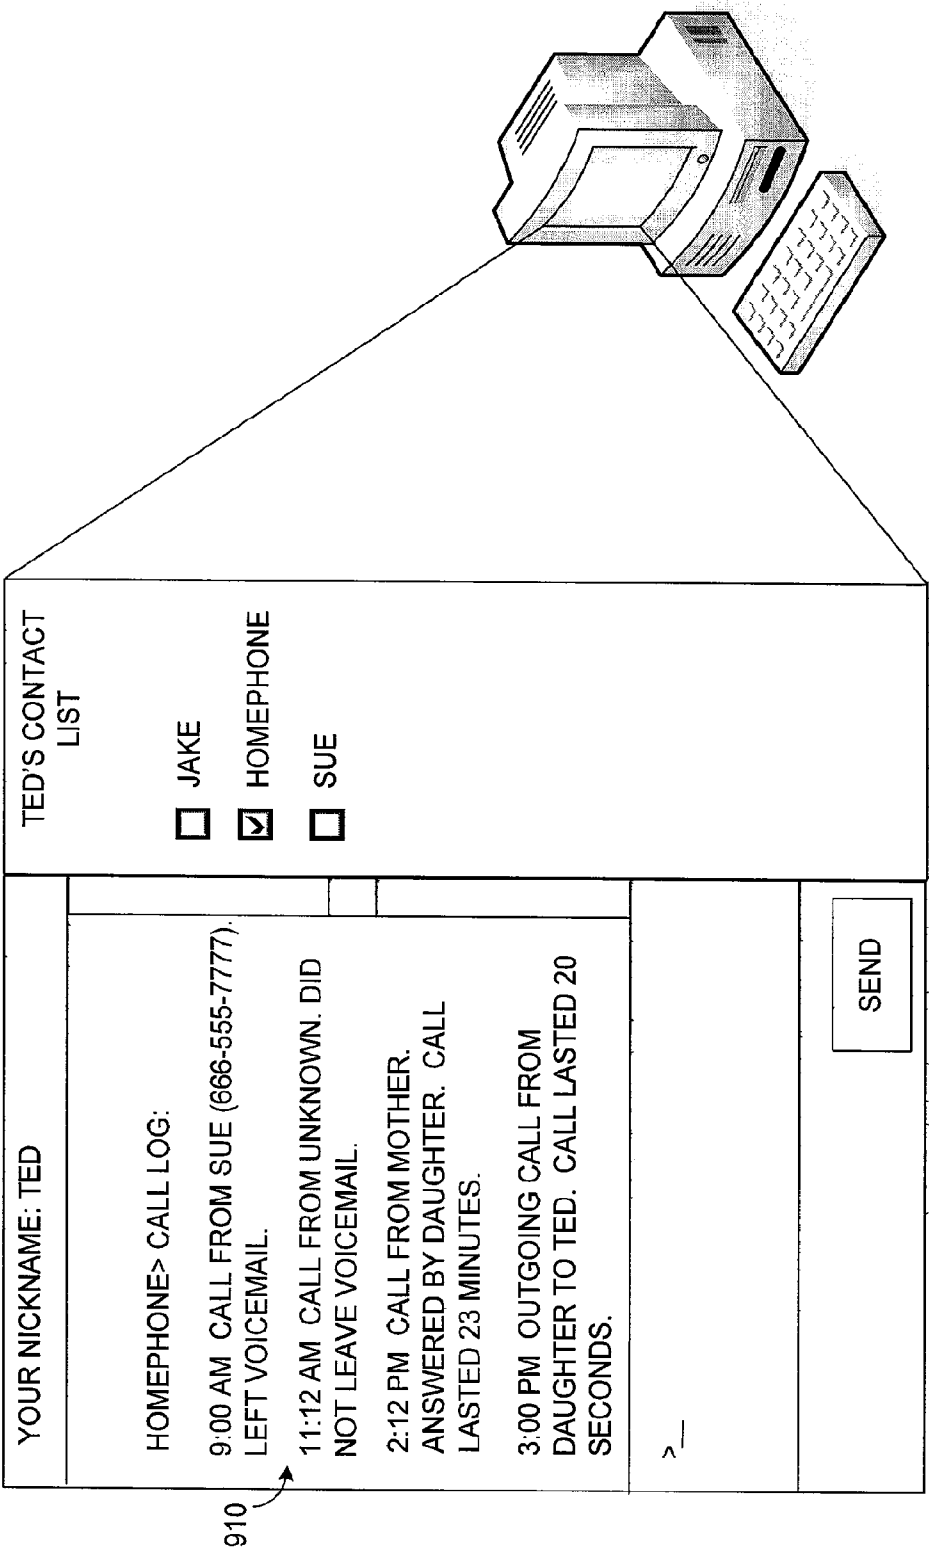 YOUR NICKNAME: TED
HOMEPHONE> CALL LOG:
9:00 AM CALL FROM SUE (666-555-7777).
LEFT VOICEMAIL.
11:12 AM CALL FROM UNKNOWN. DID
NOT LEAVE VOICEMAIL.
2:12 PM CALL FROM MOTHER.
ANSWERED BY DAUGHTER. CALL
LASTED 23 MINUTES.
3:00 PM OUTGOING CALL FROM
DAUGHTER TO TED. CALL LASTED 20
SECONDS.
>_
SEND
TED'S CONTACT
LIST
JAKE
HOMEPHONE
SUE
910